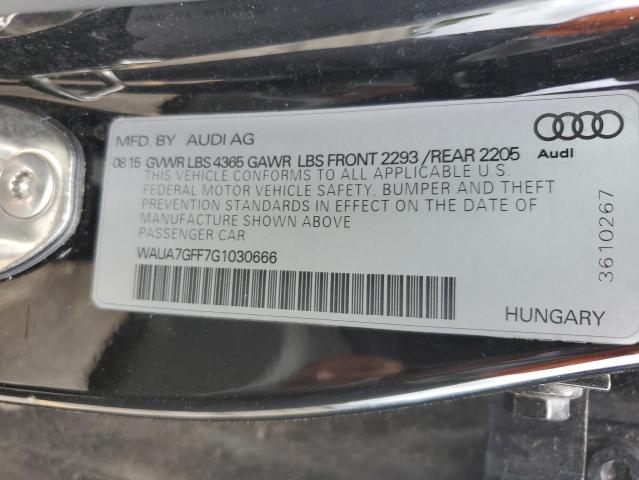 MFD. BY AUDI AG
08 15 GVWR LBS 4365 GAWR LBS FRONT 2293 /REAR 2205
THIS VEHICLE CONFORMS TO ALL APPLICABLE U.S.
FEDERAL MOTOR VEHICLE SAFETY, BUMPER AND THEFT
PREVENTION STANDARDS IN EFFECT ON THE DATE OF
MANUFACTURE SHOWN ABOVE
PASSENGER CAR
WAUA7GFF7G1030666
HUNGARY
Audi
3610267